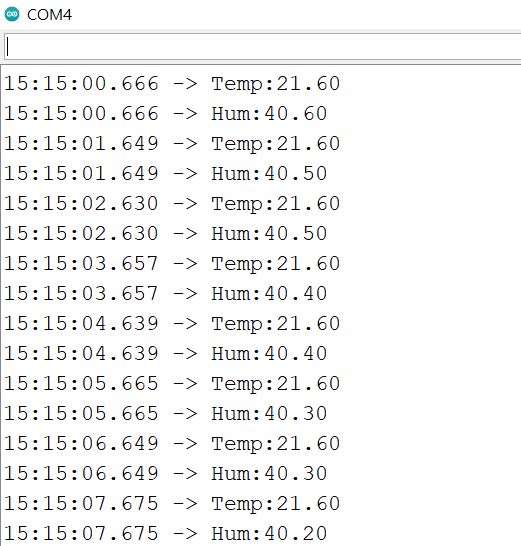 COM4
15:15:00.666 -> Temp:21.60
15:15:00.666 -> Hum:40.60
15:15:01.649 -> Temp:21.60
15:15:01.649 -> Hum:40.50
15:15:02.630 -> Temp:21.60
15:15:02.630 -> Hum:40.50
15:15:03.657 -> Temp:21.60
15:15:03.657 -> Hum:40.40
15:15:04.639 -> Temp:21.60
15:15:04.639 -> Hum:40.40
15:15:05.665 -> Temp:21.60
15:15:05.665 -> Hum:40.30
15:15:06.649 -> Temp:21.60
15:15:06.649 -> Hum:40.30
15:15:07.675 -> Temp:21.60
15:15:07.675 -> Hum:40.20